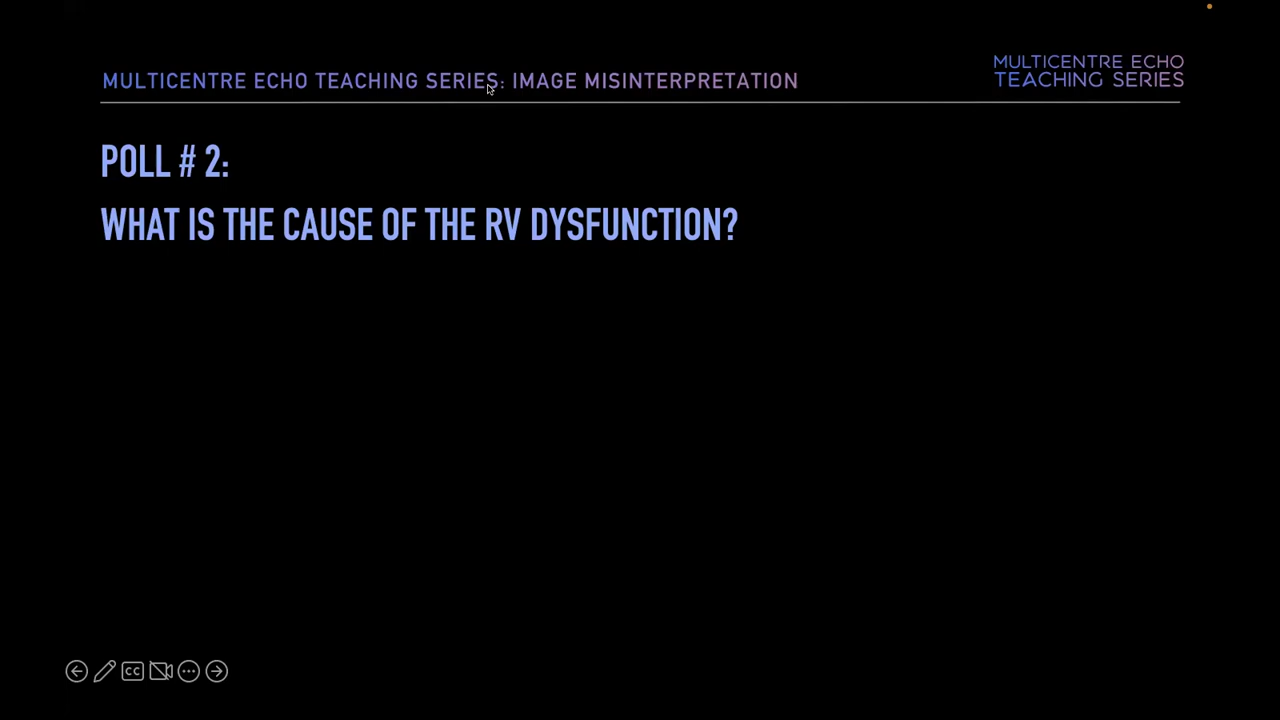 MULTICENTRE ECHO TEACHING SERIES: IMAGE MISINTERPRETATION
MULTICENTRE ECHO
TEACHING SERIES
POLL # 2:
WHAT IS THE CAUSE OF THE RV DYSFUNCTION?
CC